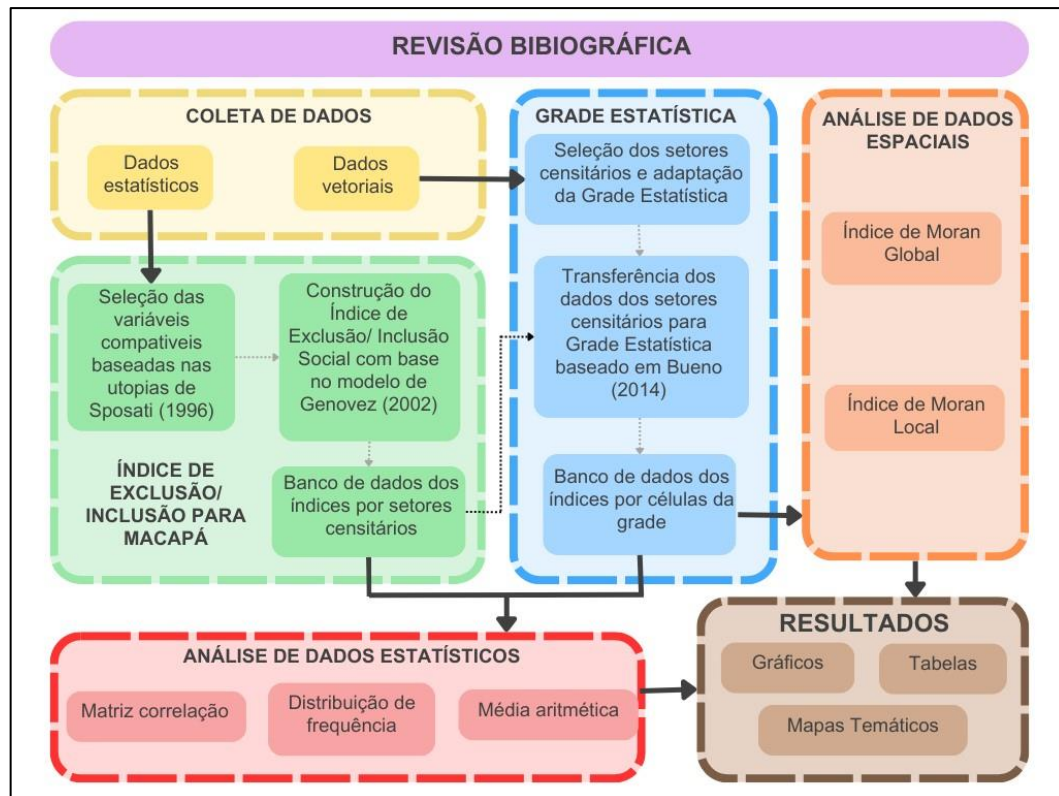 REVISÃO BIBIOGRÁFICA
COLETA DE DADOS
Dados
estatísticos
Dados
vetoriais
GRADE ESTATÍSTICA
Seleção dos setores
censitários e adaptação
da Grade Estatística
Transferência dos
dados dos setores
censitários para
Grade Estatística
baseado em Bueno
(2014)
Banco de dados dos
índices por células da
grade
ANÁLISE DE DADOS
ESPACIAIS
Índice de Moran
Global
Índice de Moran
Local
Seleção das
variáveis
compativeis
baseadas nas
utopias de
Sposati (1996)
Construção do
Índice de
Exclusão/ Inclusão
Social com base
no modelo de
Genovez (2002)
ÍNDICE DE
EXCLUSÃO/
INCLUSÃO PARA
MACAPÁ
Banco de dados dos
índices por setores
censitários
ANÁLISE DE DADOS ESTATÍSTICOS
Matriz correlação
Distribuição de
frequência
Média aritmética
RESULTADOS
Gráficos
Tabelas
Mapas Temáticos